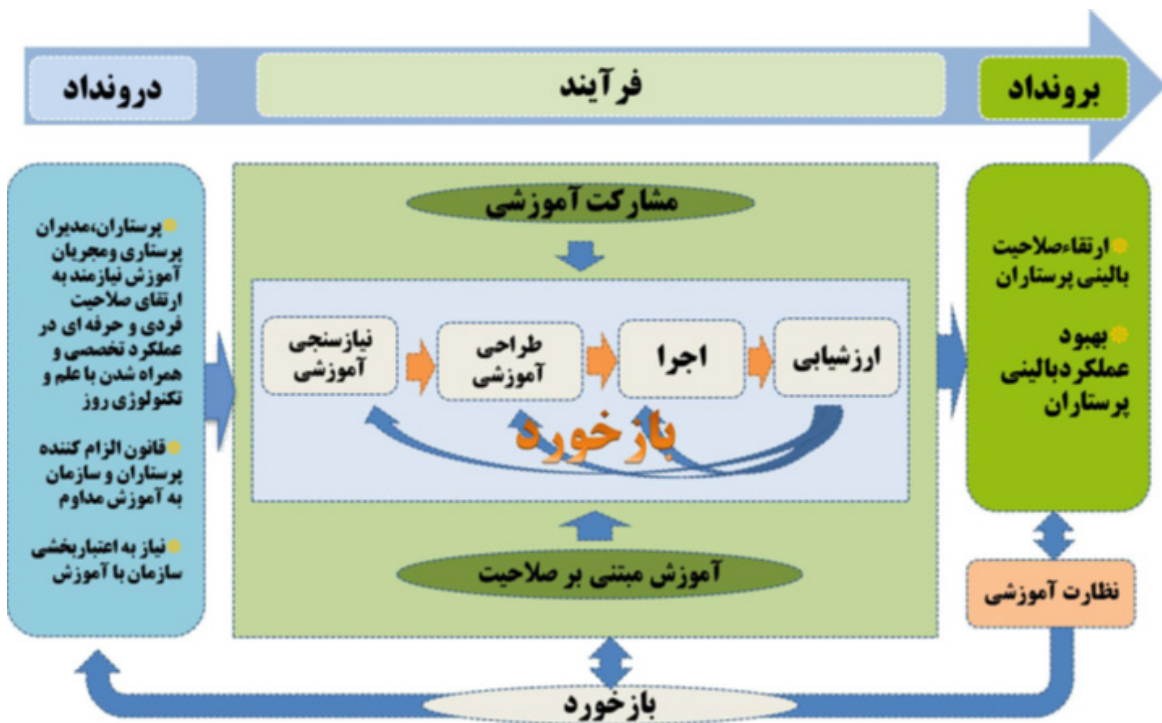 درونداد
فرآیند
برونداد
پرستاران،مدیران
پرستاری ومجریان
آموزش نیازمند به
ارتقای صلاحیت
فردی و حرفه ای در
عملکرد تخصصی و
همراه شدن با علم و
تکنولوژی روز
قانون الزام کننده
پرستاران و سازمان
به آموزش مداوم
نیاز به اعتباربخشی
سازمان با آموزش
مشارکت آموزشی
نیازسنجی
آموزشی
طراحی
آموزشی
اجرا
ارزشیابی
بازخورد
آموزش مبتنی بر صلاحیت
ارتقاءصلاحیت
بالینی پرستاران
بهبود
عملکردبالینی
پرستاران
نظارت آموزشی
بازخورد